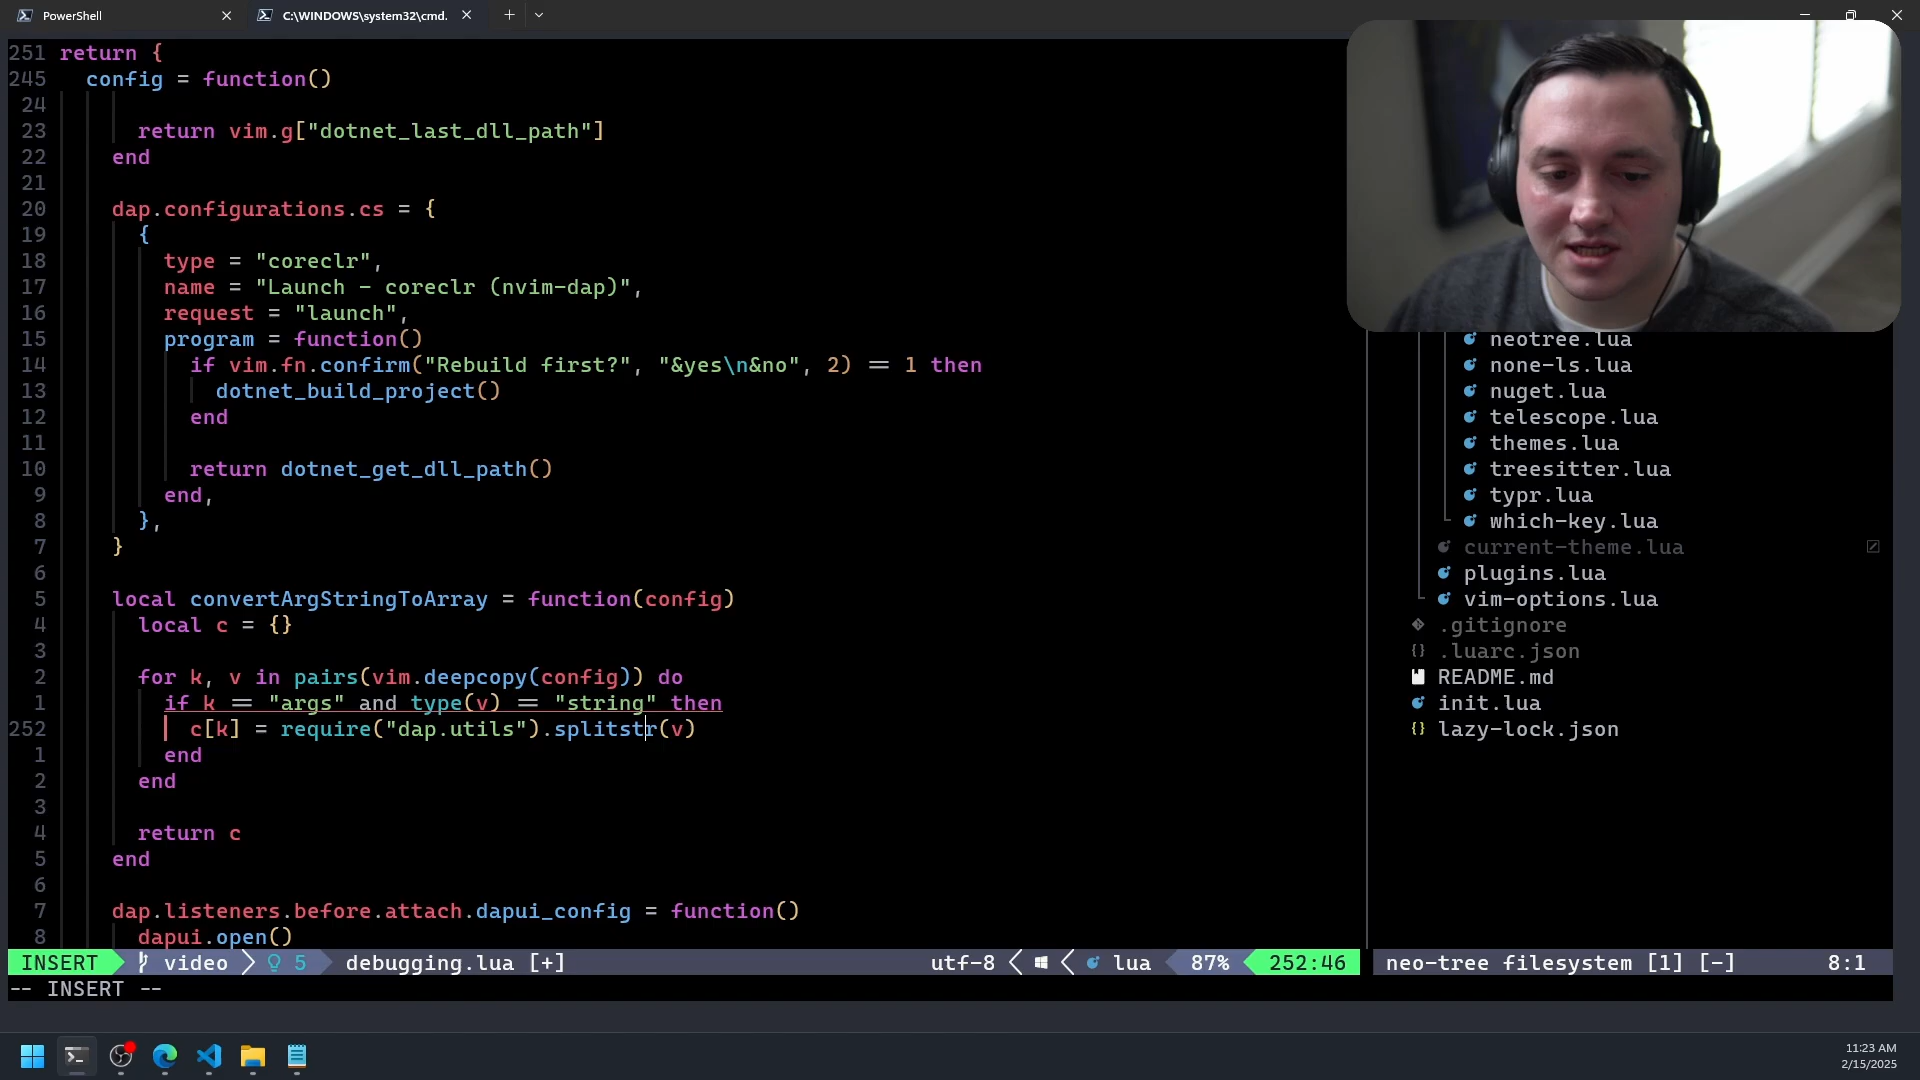 PowerShell
C:\WINDOWS\system32\cmd.
251 return {
245 config = function()
24
23 return vim.g["dotnet_last_dll_path"]
22 end
21
20 dap.configurations.cs = {
19 {
18 type = "coreclr",
17 name = "Launch - coreclr (nvim-dap)",
16 request = "launch",
15 program = function()
14 if vim.fn.confirm("Rebuild first?", "&yes\n&no", 2) == 1 then
13 dotnet_build_project()
12 end
11
10 return dotnet_get_dll_path()
9 end,
8 },
7 }
6
5 local convertArgStringToArray = function(config)
4 local c = {}
3
2 for k, v in pairs(vim.deepcopy(config)) do
1 if k == "args" and type(v) == "string" then
252 c[k] = require("dap.utils").splitstr(v)
1 end
2 end
3
4 return c
5 end
6
7 dap.listeners.before.attach.dapui_config = function()
8 dapui.open()
neotree.lua
none-ls.lua
nuget.lua
telescope.lua
themes.lua
treesitter.lua
typr.lua
which-key.lua
current-theme.lua
plugins.lua
vim-options.lua
.gitignore
.luarc.json
README.md
init.lua
lazy-lock.json
INSERT video 5 debugging.lua [+] utf-8 lua 87% 252:46
neo-tree filesystem [1] [-] 8:1
-- INSERT --
11:23 AM
2/15/2025